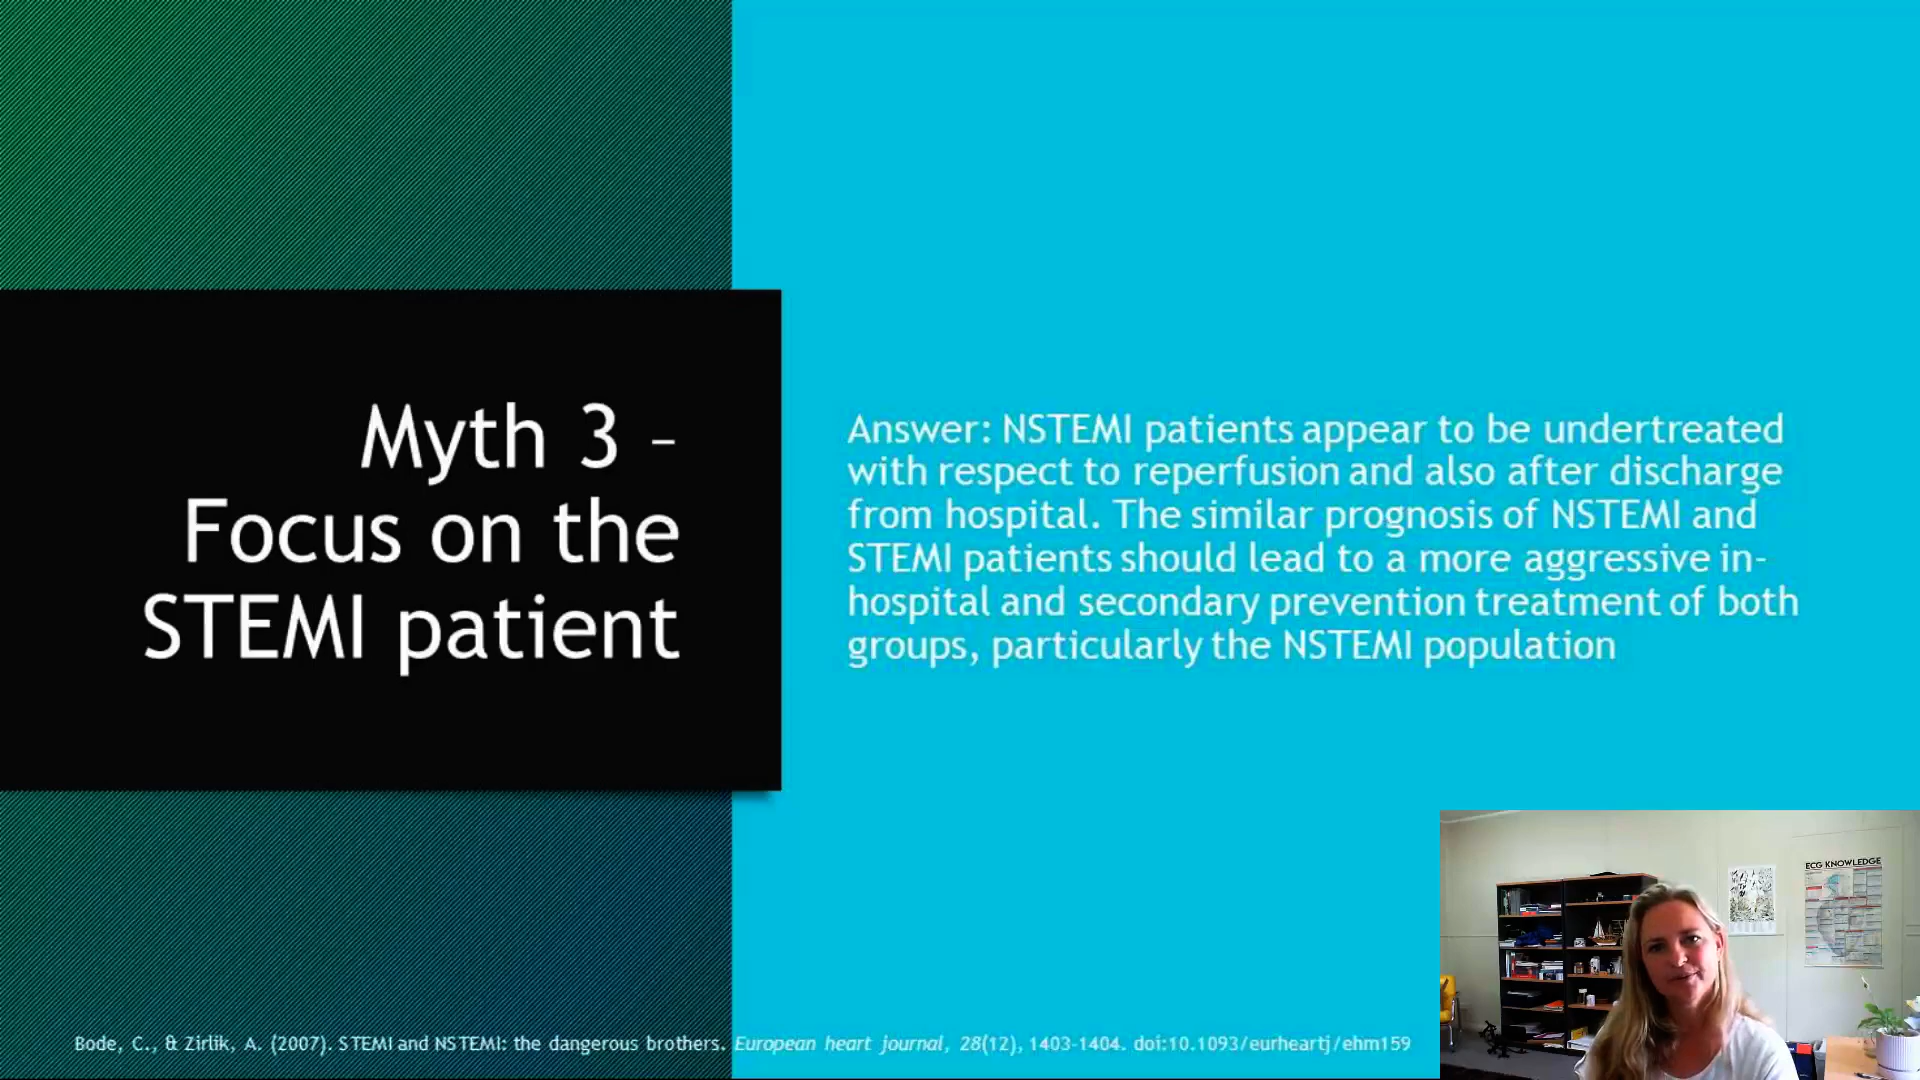 Myth 3 –
Focus on the
STEMI patient
Answer: NSTEMI patients appear to be undertreated
with respect to reperfusion and also after discharge
from hospital. The similar prognosis of NSTEMI and
STEMI patients should lead to a more aggressive in-
hospital and secondary prevention treatment of both
groups, particularly the NSTEMI population
Bode, C., & Zirlik, A. (2007). STEMI and NSTEMI: the dangerous brothers. European heart journal, 28(12), 1403-1404. doi:10.1093/eurheartj/ehm159
ECG KNOWLEDGE